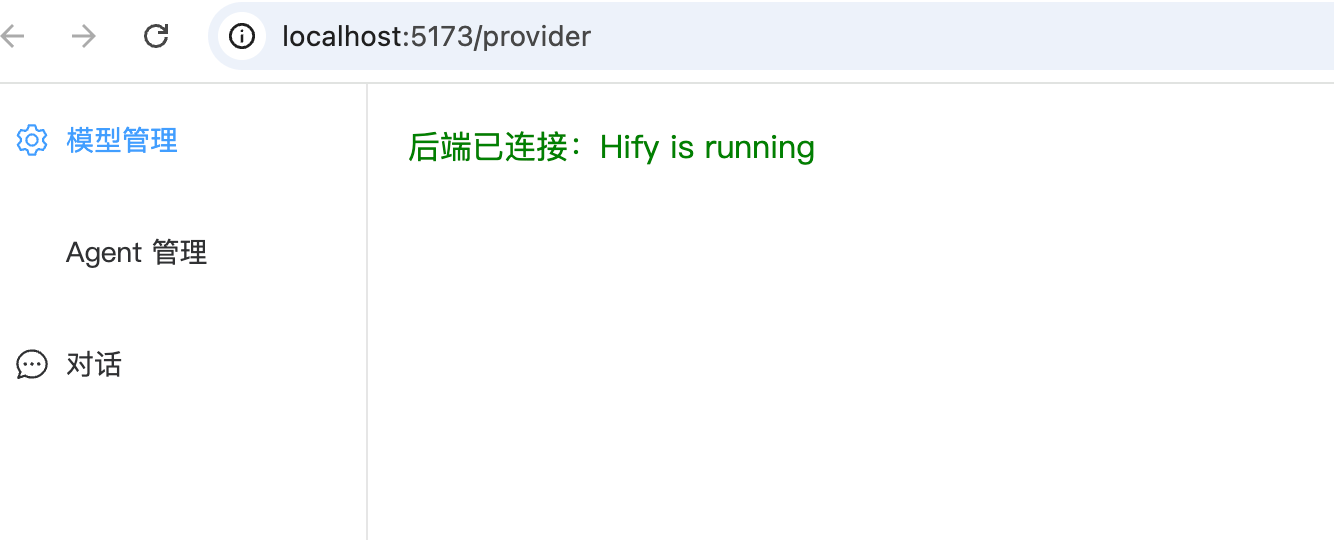 localhost:5173/provider
模型管理
后端已连接：Hify is running
Agent 管理
对话